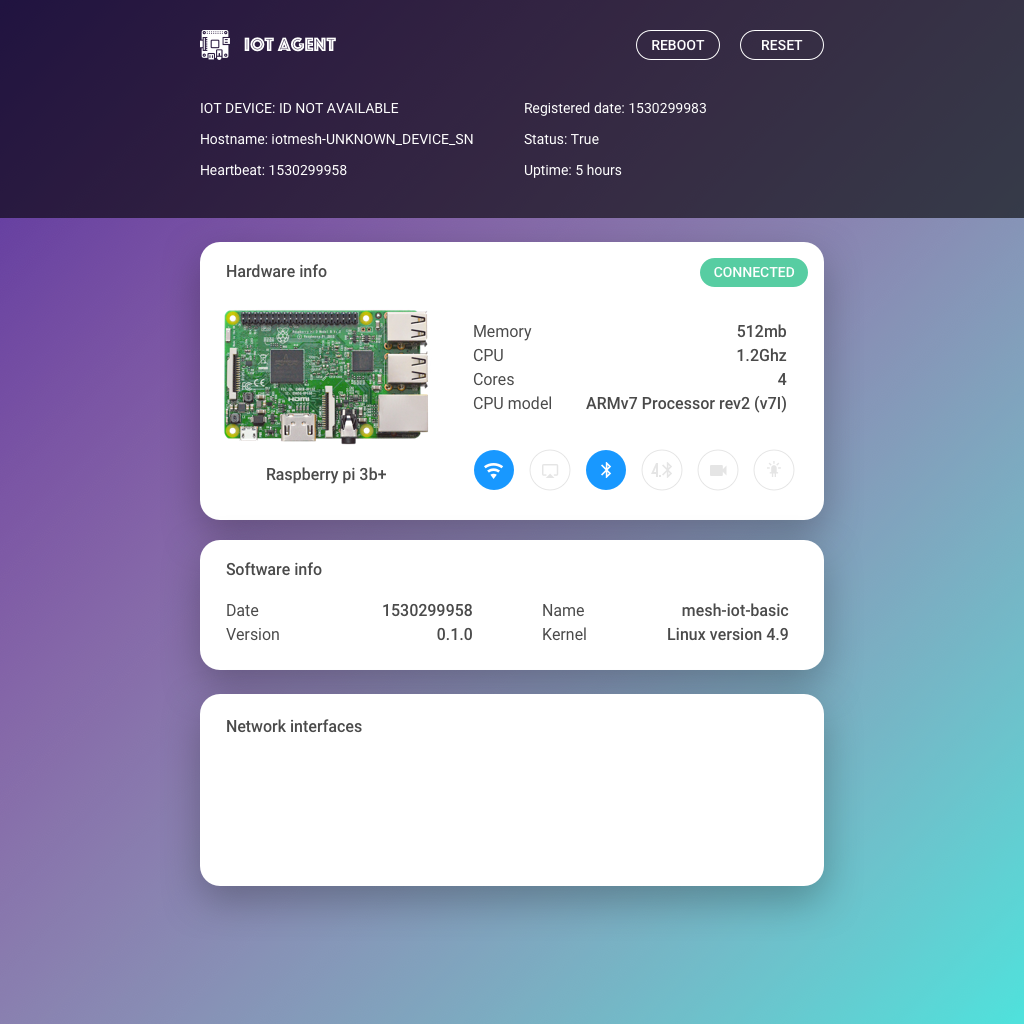 IOT AGENT
REBOOT RESET
IOT DEVICE: ID NOT AVAILABLE Registered date: 1530299983
Hostname: iotmesh-UNKNOWN_DEVICE_SN Status: True
Heartbeat: 1530299958 Uptime: 5 hours
Hardware info CONNECTED
Memory 512mb
CPU 1.2Ghz
Cores 4
CPU model ARMv7 Processor rev2 (v7I)
HDMI
Raspberry pi 3b+
4.
Software info
Date 1530299958 Name mesh-iot-basic
Version 0.1.0 Kernel Linux version 4.9
Network interfaces